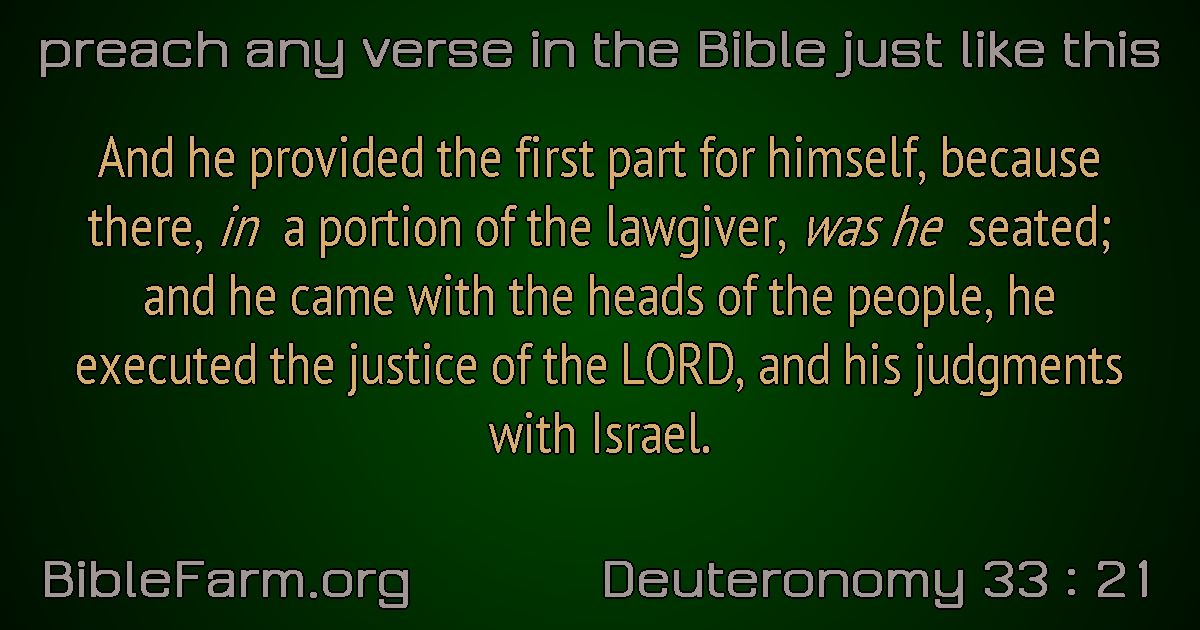 preach any verse in the Bible just like this
And he provided the first part for himself, because
there, in a portion of the lawgiver, was he seated;
and he came with the heads of the people, he
executed the justice of the LORD, and his judgments
with Israel.
BibleFarm.org
Deuteronomy 33 : 21